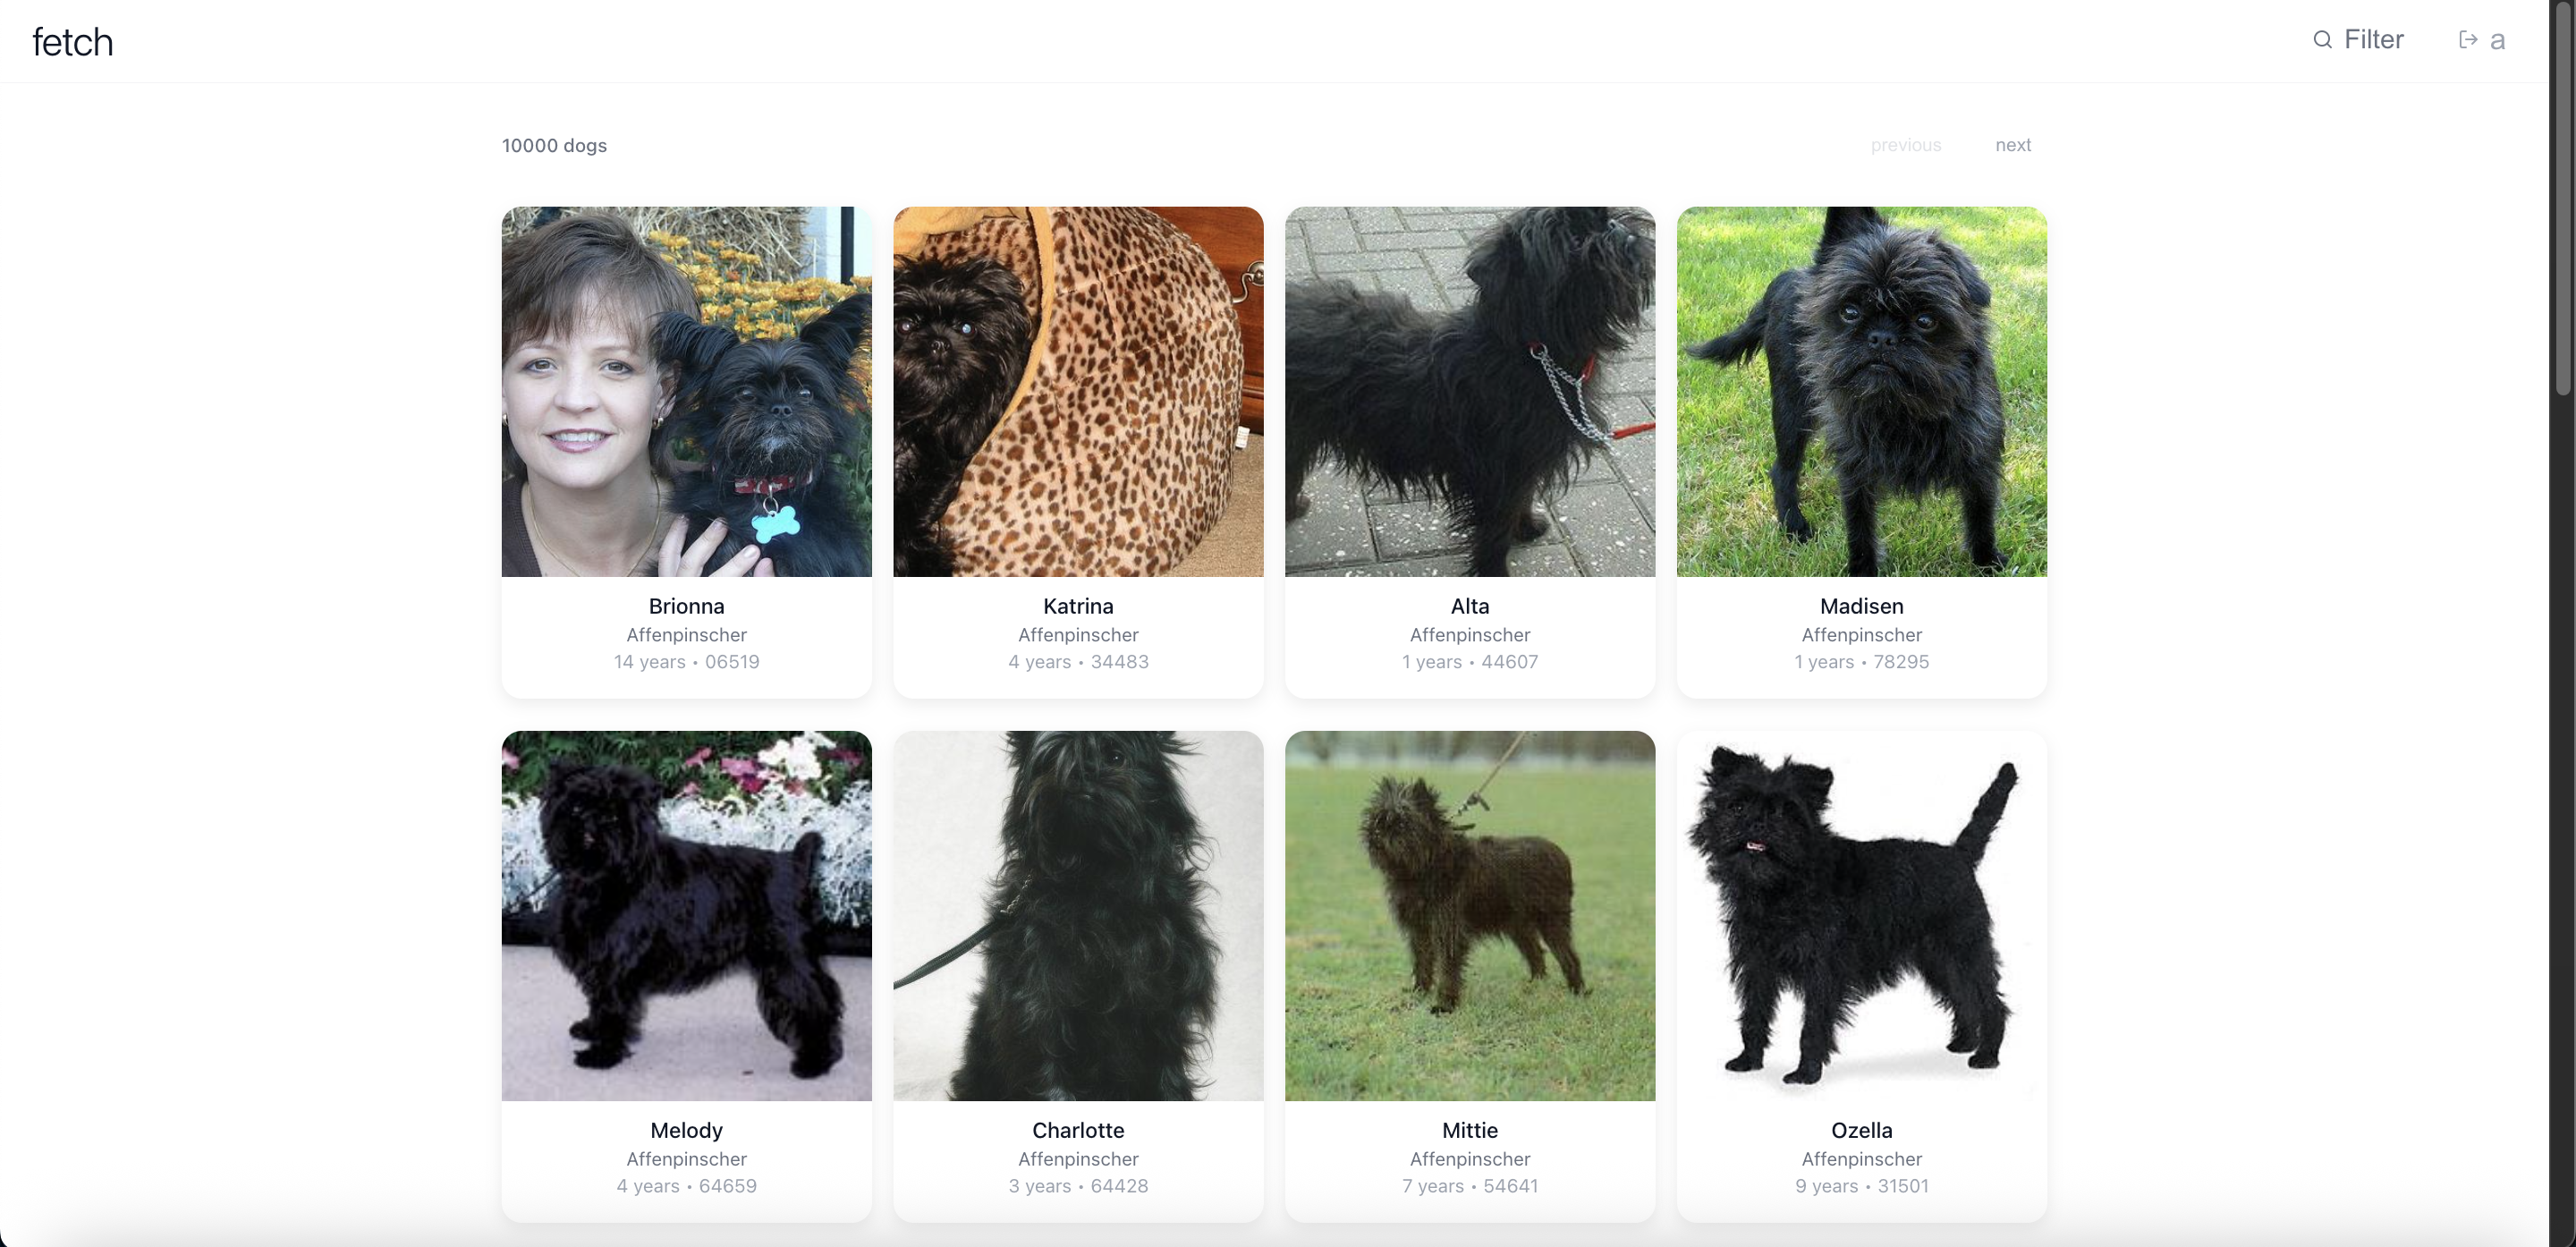 fetch
Filter
a
10000 dogs
previous
next
Brionna
Affenpinscher
14 years • 06519
Katrina
Affenpinscher
4 years • 34483
Alta
Affenpinscher
1 years • 44607
Madisen
Affenpinscher
1 years • 78295
Melody
Affenpinscher
4 years • 64659
Charlotte
Affenpinscher
3 years • 64428
Mittie
Affenpinscher
7 years • 54641
Ozella
Affenpinscher
9 years • 31501